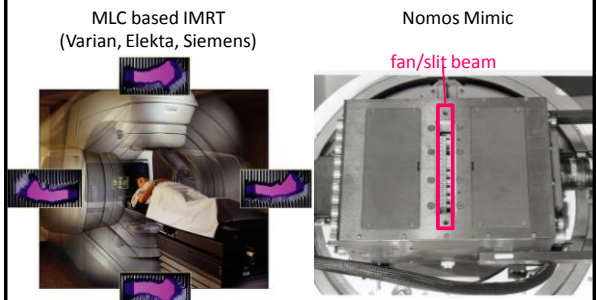 MLC based IMRT
(Varian, Elekta, Siemens)
Nomos Mimic
fan/slit beam